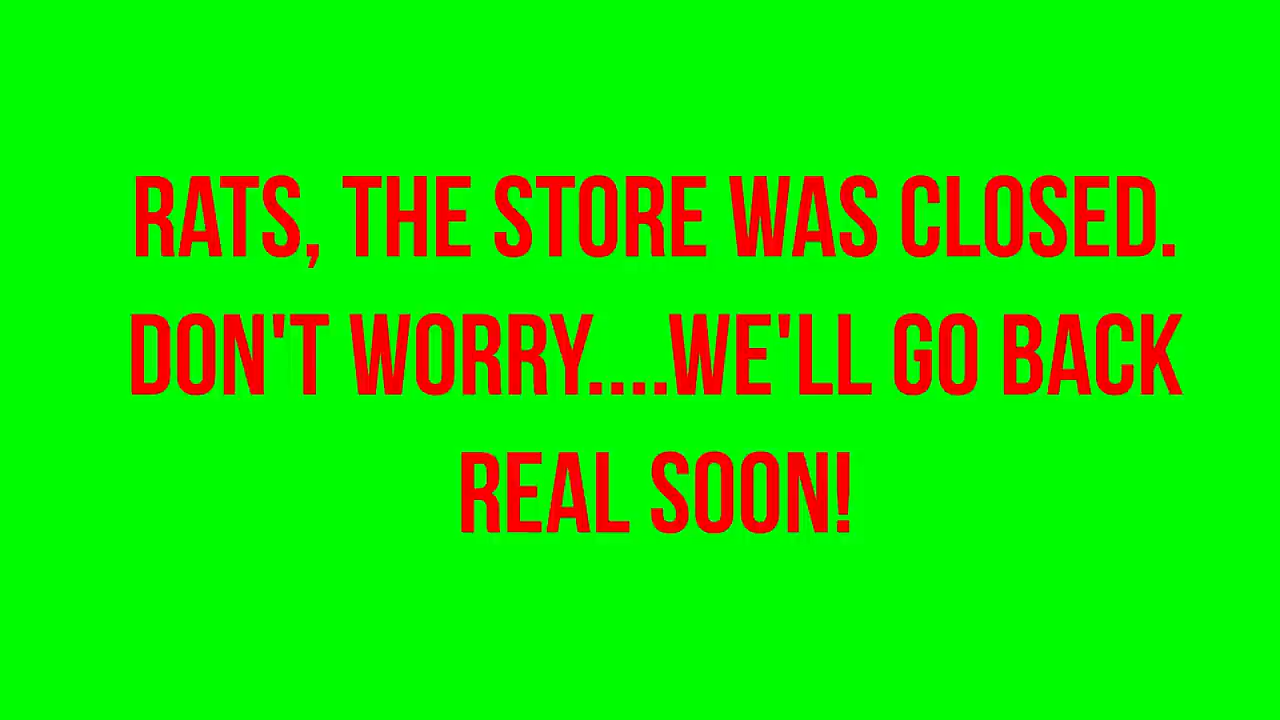 RATS, THE STORE WAS CLOSED.
DON'T WORRY....WE'LL GO BACK
REAL SOON!